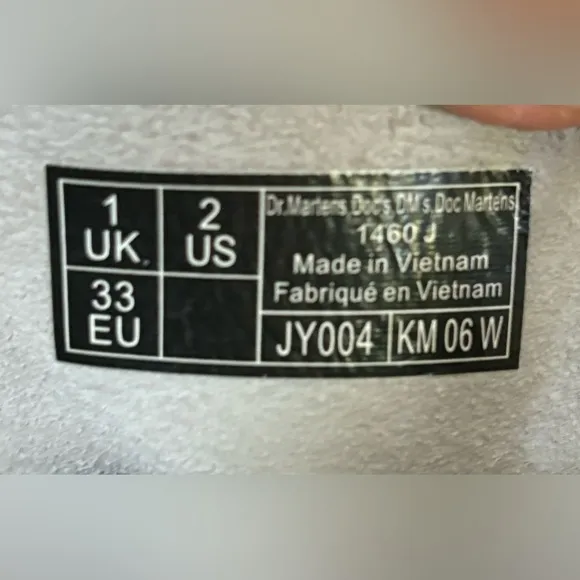 1
UK
2
US
33
EU
Dr.Martens.Doc's.DM's.Doc Martens
1460 J
Made in Vietnam
Fabriqué en Vietnam
JY004
KM 06 W